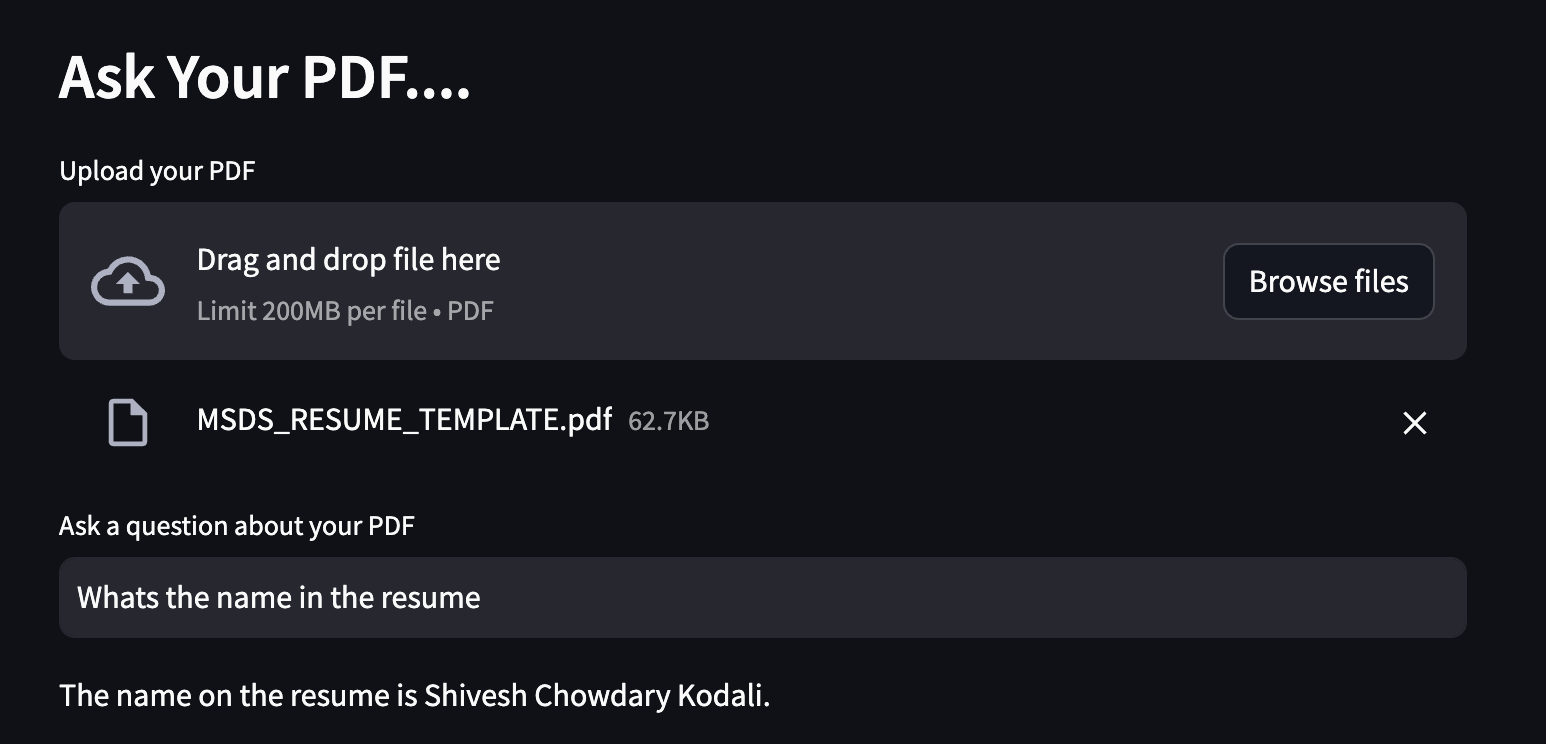 Ask Your PDF....
Upload your PDF
Drag and drop file here
Limit 200MB per file • PDF
Browse files
MSDS_RESUME_TEMPLATE.pdf 62.7KB
Ask a question about your PDF
Whats the name in the resume
The name on the resume is Shivesh Chowdary Kodali.